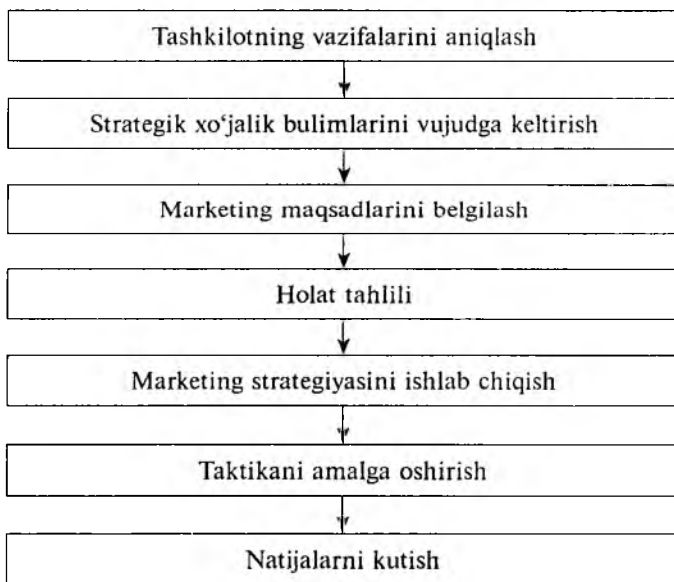 Tashkilotning vazifalarini aniqlash
Strategik xo‘jalik bulimlarini vujudga keltirish
Marketing maqsadlarini belgilash
Holat tahlili
Marketing strategiyasini ishlab chiqish
Taktikani amalga oshirish
Natijalarni kutish